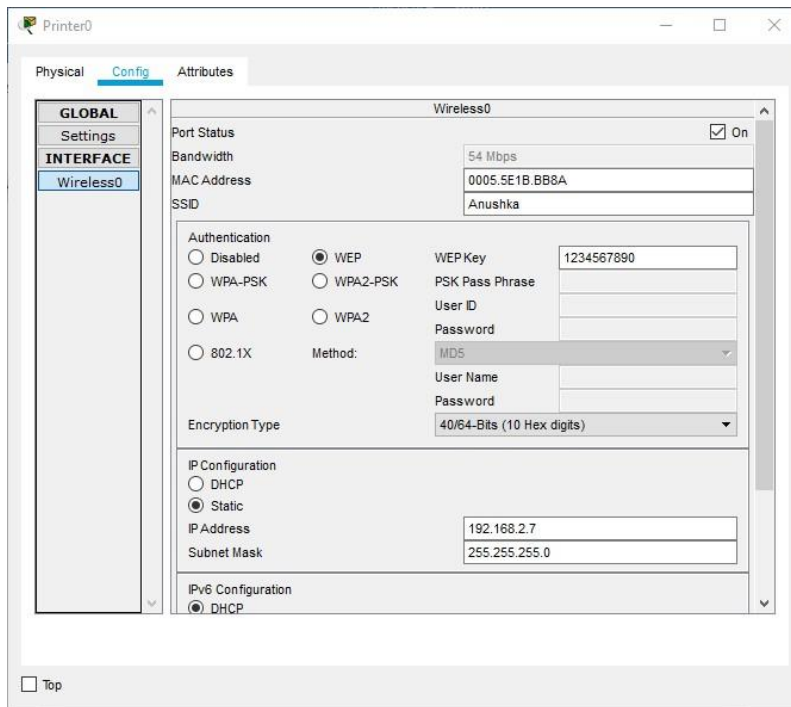 Printer0
Physical Config Attributes
GLOBAL
Settings
INTERFACE
Wireless0
Wireless0
Port Status On
Bandwidth 54 Mbps
MAC Address 0005.5E1B.BB8A
SSID Anushka
Authentication
Disabled WEP WEP Key 1234567890
WPA-PSK WPA2-PSK PSK Pass Phrase
User ID
WPA WPA2
Password
802.1X Method: MD5
User Name
Password
Encryption Type 40/64-Bits (10 Hex digits)
IP Configuration
DHCP
Static
IP Address 192.168.2.7
Subnet Mask 255.255.255.0
IPv6 Configuration
DHCP
Top